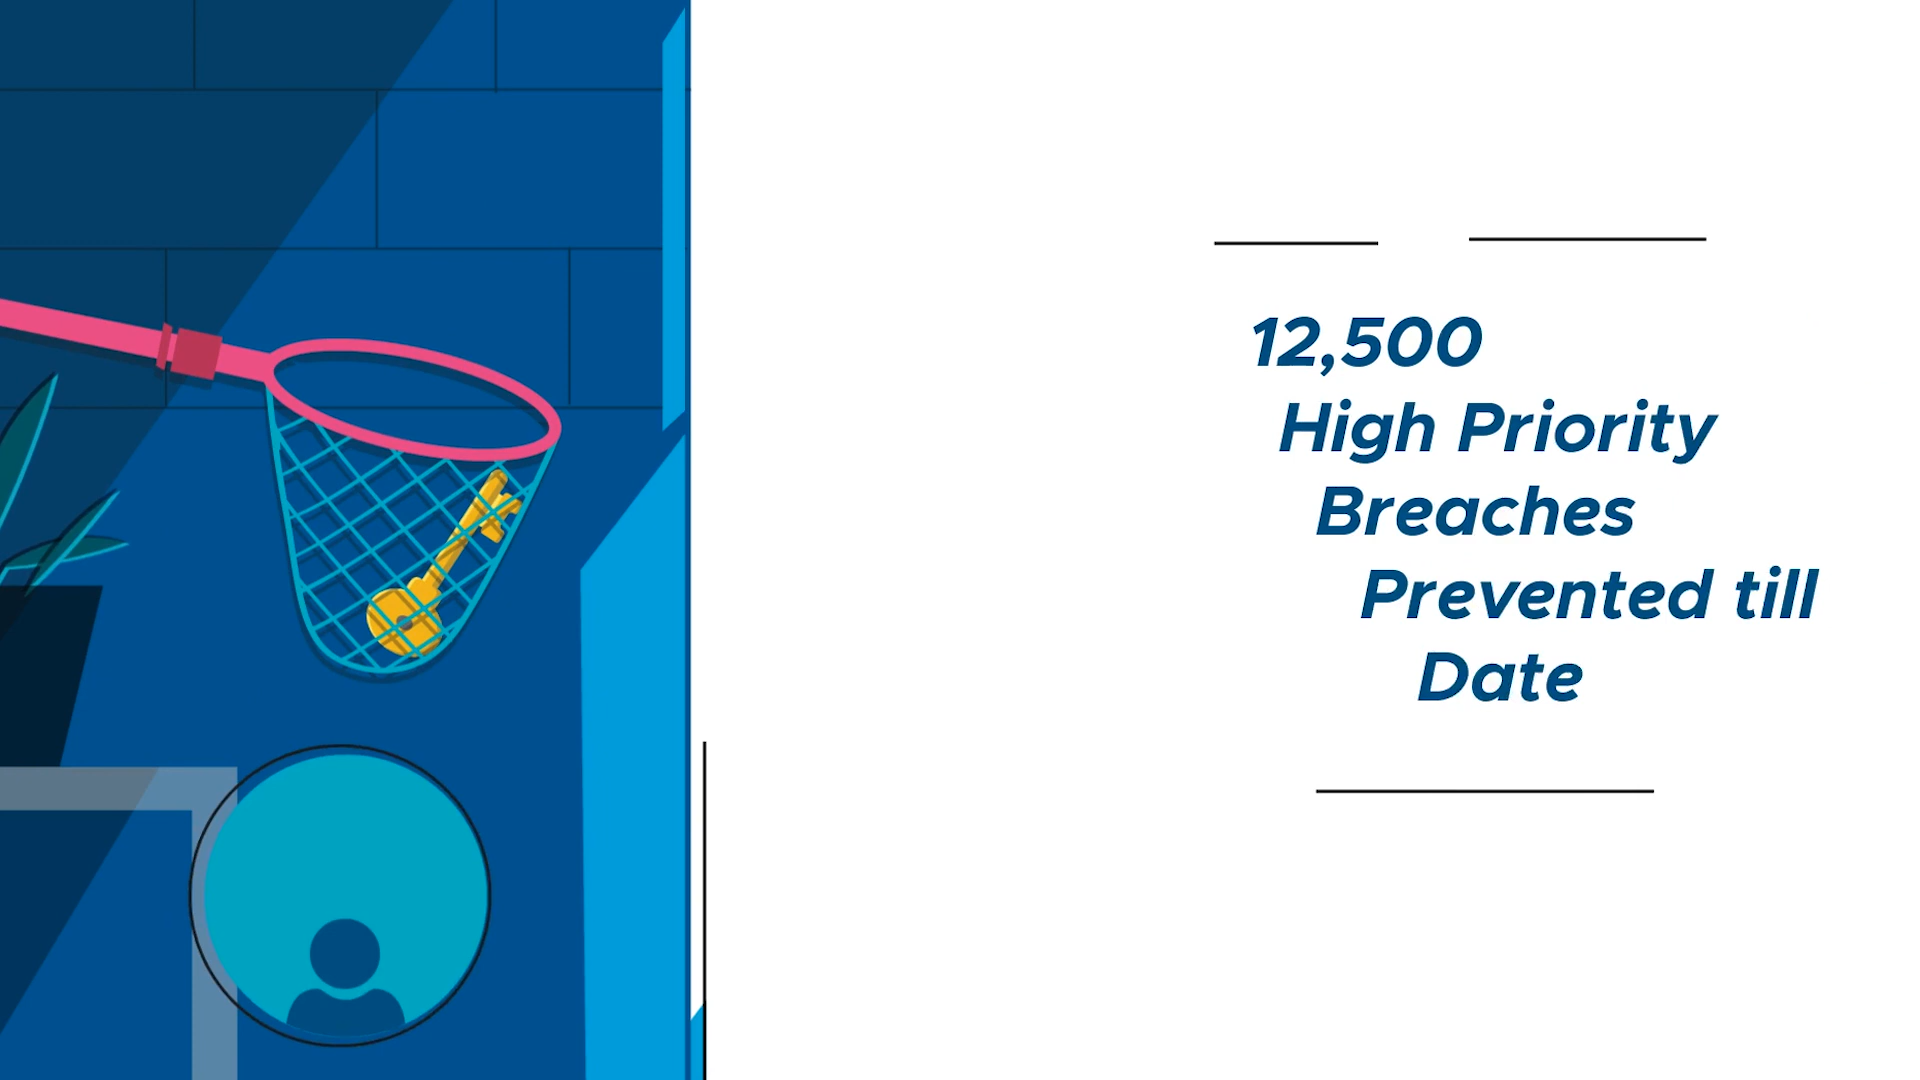 12,500
High Priority
Breaches
Prevented till
Date